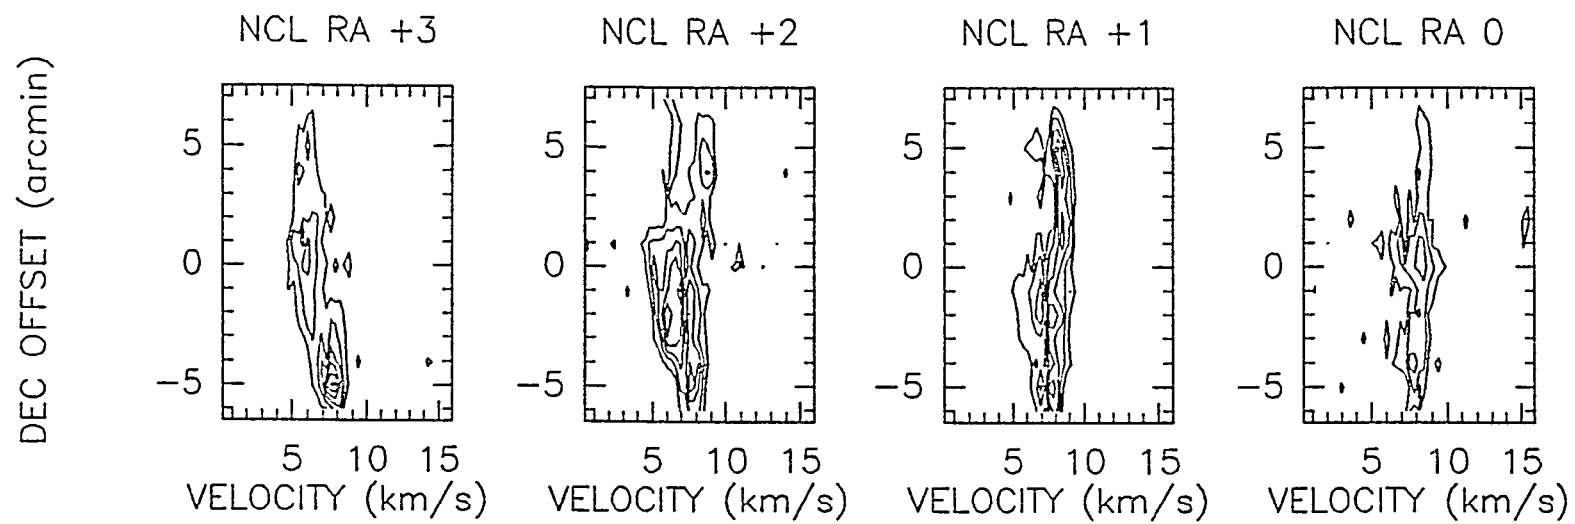 NCL RA +3 NCL RA +2 NCL RA +1 NCL RA 0
DEC OFFSET (arcmin)
5 5 5 5
0 0 0 0
−5 −5 −5 −5
5 10 15 5 10 15 5 10 15 5 10 15
VELOCITY (km/s) VELOCITY (km/s) VELOCITY (km/s) VELOCITY (km/s)